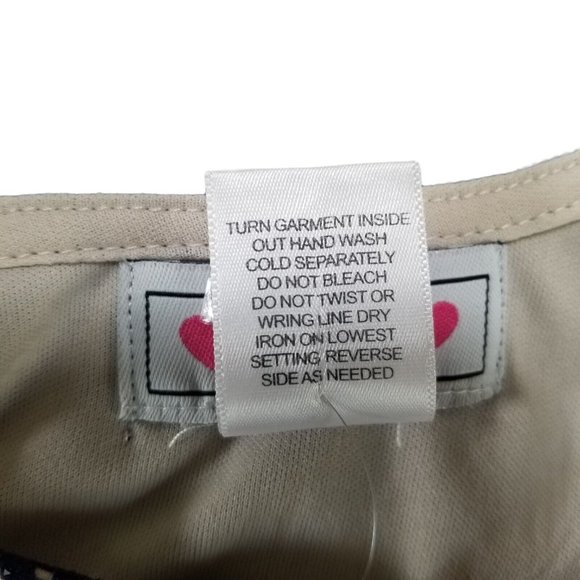 TURN GARMENT INSIDE
OUT HAND WASH
COLD SEPARATELY
DO NOT BLEACH
DO NOT TWIST OR
WRING LINE DRY
IRON ON LOWEST
SETTING REVERSE
SIDE AS NEEDED